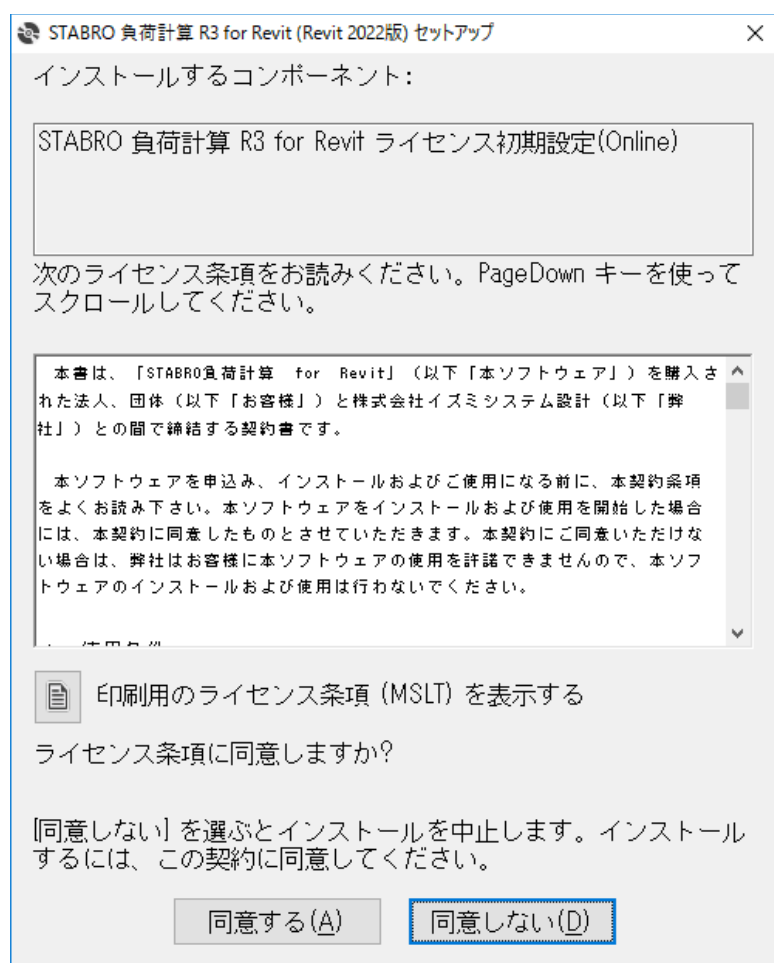 STABRO 負荷計算 R3 for Revit (Revit 2022版) セットアップ
インストールするコンポーネント:
STABRO 負荷計算 R3 for Revit ライセンス初期設定(Online)
次のライセンス条項をお読みください。PageDown キーを使って
スクロールしてください。
本書は、「STABRO負荷計算 for Revit」(以下「本ソフトウェア」)を購入さ
れた法人、団体(以下「お客様」)と株式会社イズミシステム設計(以下「弊
社」)との間で締結する契約書です。
本ソフトウェアを申込み、インストールおよびご使用になる前に、本契約条項
をよくお読み下さい。本ソフトウェアをインストールおよび使用を開始した場合
には、本契約に同意したものとさせていただきます。本契約にご同意いただけな
い場合は、弊社はお客様に本ソフトウェアの使用を許諾できませんので、本ソフ
トウェアのインストールおよび使用は行わないでください。
印刷用のライセンス条項 (MSLT) を表示する
ライセンス条項に同意しますか?
[同意しない] を選ぶとインストールを中止します。インストール
するには、この契約に同意してください。
同意する(A)
同意しない(D)